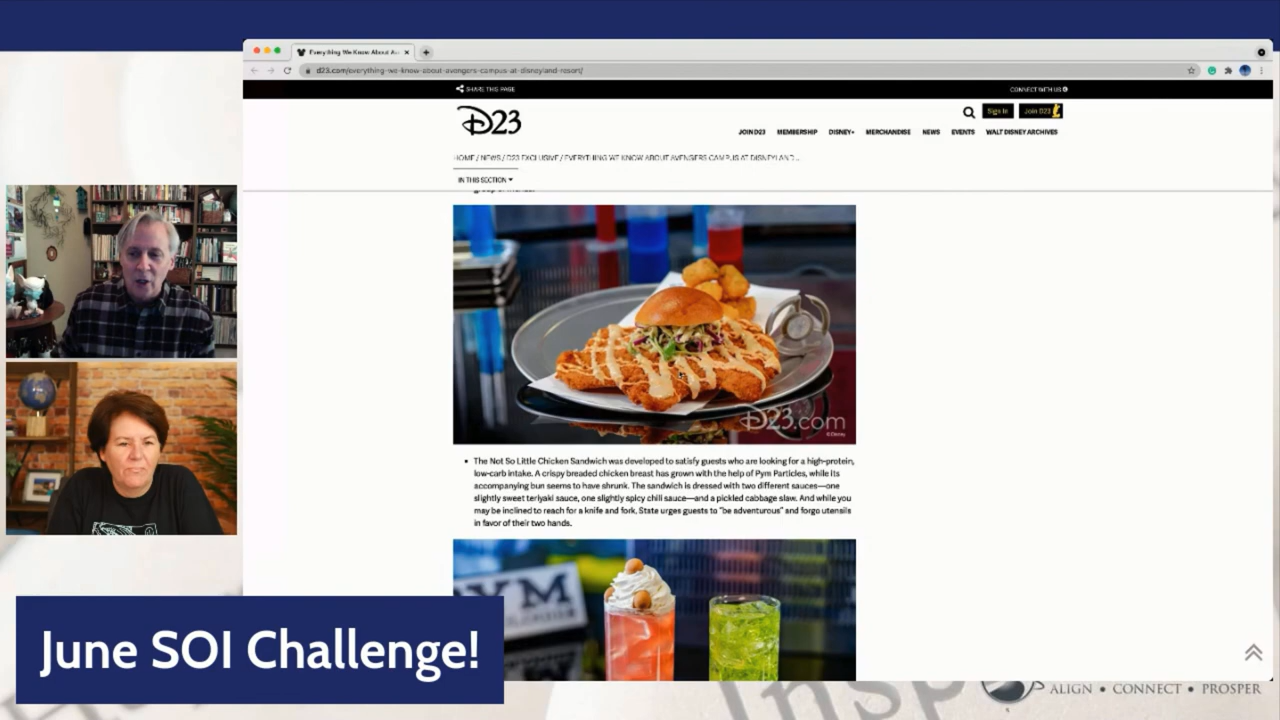 Everything We Know About Av
d23.com/everything-we-know-about-avengers-campus-at-disneyland-resort/
SHARE THIS PAGE
CONNECT WITH US
D23
Sign In
Join D23
JOIN D23 MEMBERSHIP DISNEY+ MERCHANDISE NEWS EVENTS WALT DISNEY ARCHIVES
HOME / NEWS / D23 EXCLUSIVE / EVERYTHING WE KNOW ABOUT AVENGERS CAMPUS AT DISNEYLAND...
IN THIS SECTION
D23.com
©Disney
• The Not So Little Chicken Sandwich was developed to satisfy guests who are looking for a high-protein,
low-carb intake. A crispy breaded chicken breast has grown with the help of Pym Particles, while its
accompanying bun seems to have shrunk. The sandwich is dressed with two different sauces—one
slightly sweet teriyaki sauce, one slightly spicy chili sauce—and a pickled cabbage slaw. And while you
may be inclined to reach for a knife and fork, State urges guests to "be adventurous" and forgo utensils
in favor of their two hands.
YM
June SOI Challenge!
Insp
ALIGN • CONNECT • PROSPER